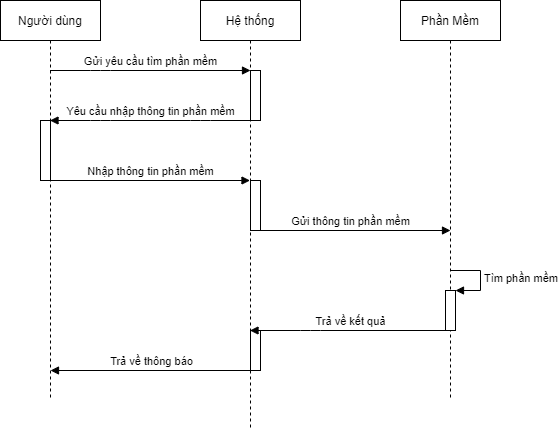 Người dùng
Hệ thống
Phần Mềm
Gửi yêu cầu tìm phần mềm
Yêu cầu nhập thông tin phần mềm
Nhập thông tin phần mềm
Gửi thông tin phần mềm
Tìm phần mềm
Trả về kết quả
Trả về thông báo